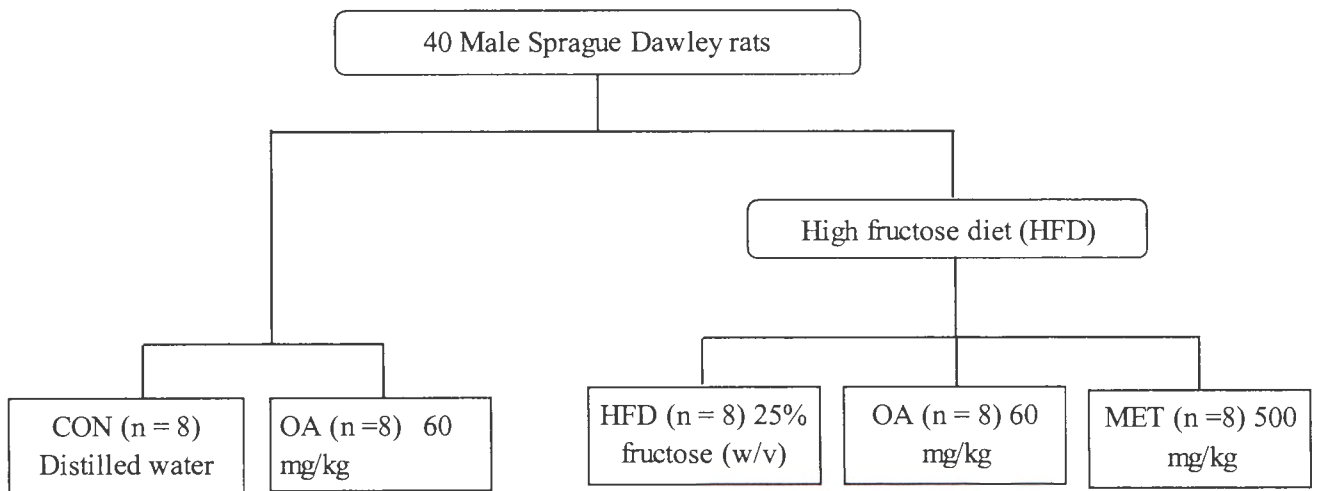 40 Male Sprague Dawley rats
High fructose diet (HFD)
CON (n = 8)
Distilled water
OA (n =8) 60
mg/kg
HFD (n = 8) 25%
fructose (w/v)
OA (n = 8) 60
mg/kg
MET (n =8) 500
mg/kg